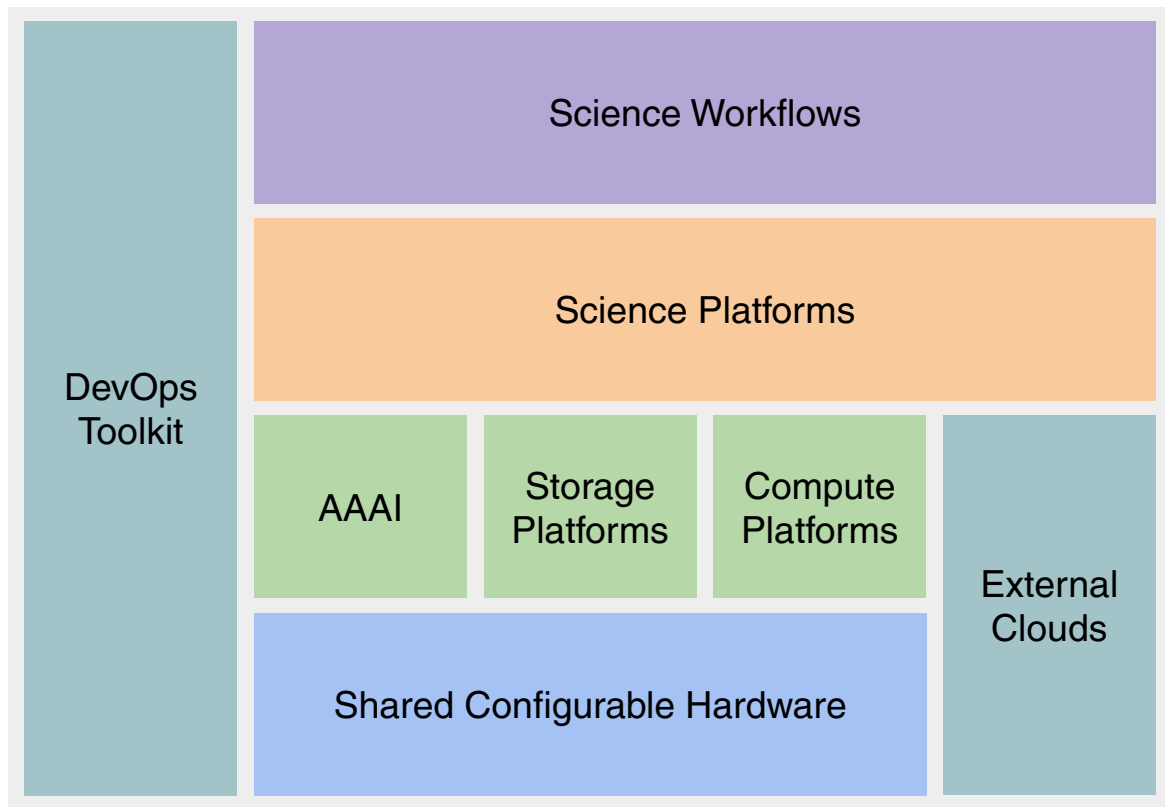 Science Workflows
Science Platforms
DevOps
Toolkit
AAAI
Storage
Platforms
Compute
Platforms
External
Clouds
Shared Configurable Hardware